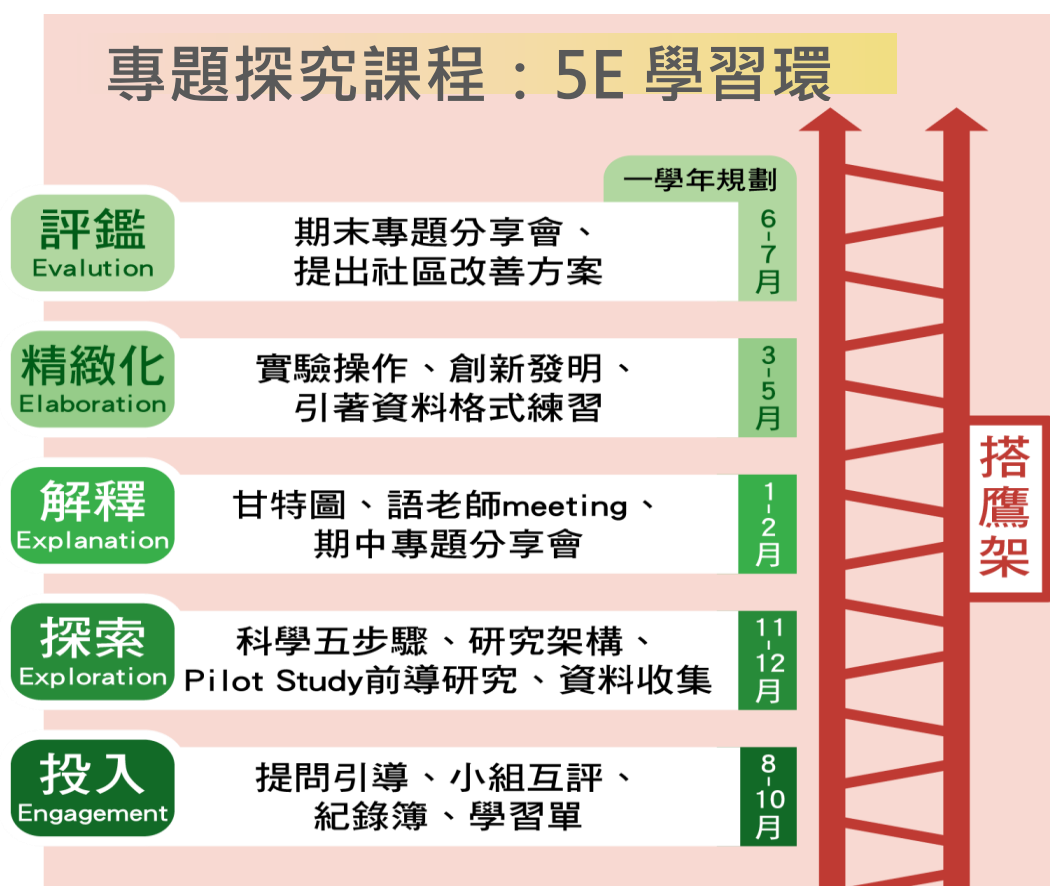 專題探究課程：5E 學習環
一學年規劃
評鑑
Evalution
期末專題分享會、
提出社區改善方案
6-7月
精緻化
Elaboration
實驗操作、創新發明、
引著資料格式練習
3-5月
解釋
Explanation
甘特圖、語老師meeting、
期中專題分享會
1-2月
探索
Exploration
科學五步驟、研究架構、
Pilot Study前導研究、資料收集
11-12月
投入
Engagement
提問引導、小組互評、
紀錄簿、學習單
8-10月
搭鷹架